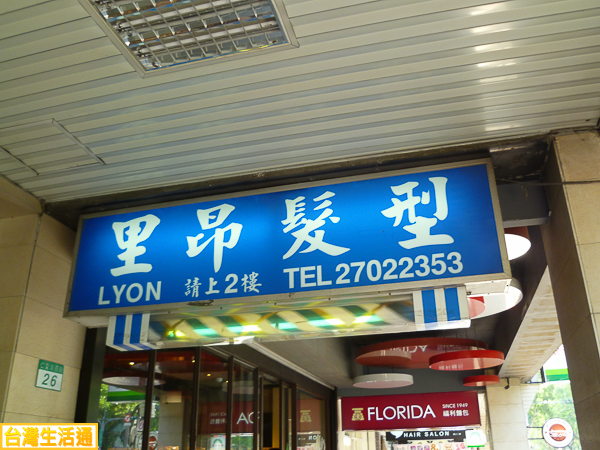 里昂髮型
LYON 請上2樓 TEL 27022353
FLORIDA SINCE 1949 福利麵包
HAIR SALON
26
台灣生活通